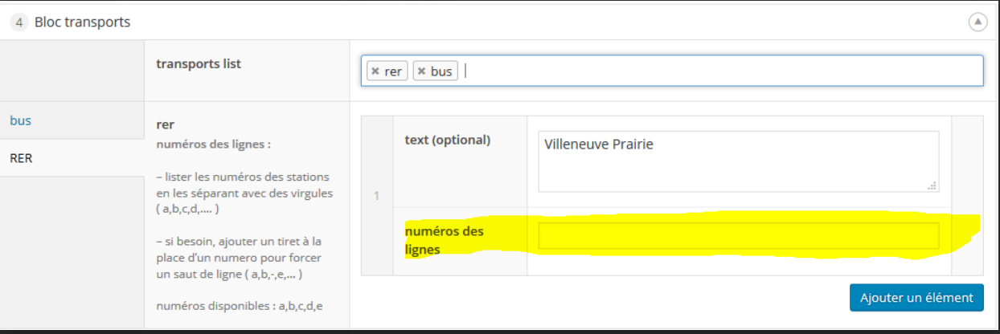 4 Bloc transports
transports list
× rer × bus
bus
RER
rer
numéros des lignes :
– lister les numéros des stations
en les séparant avec des virgules
( a,b,c,d,.... )
– si besoin, ajouter un tiret à la
place d'un numero pour forcer
un saut de ligne ( a,b,-,e,... )
numéros disponibles : a,b,c,d,e
1
text (optional)
Villeneuve Prairie
numéros des
lignes
Ajouter un élément